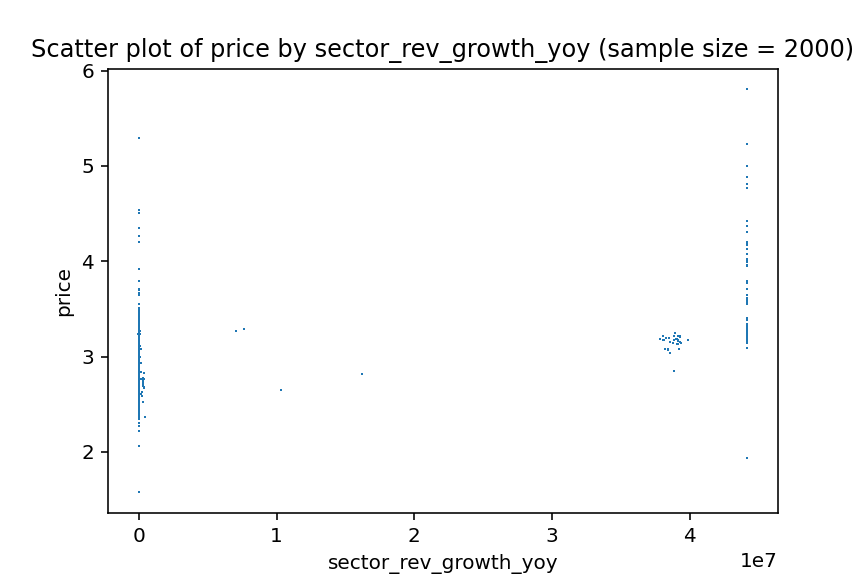 Scatter plot of price by sector_rev_growth_yoy (sample size = 2000)
6
5
4
3
2
price
0 1 2 3 4
1e7
sector_rev_growth_yoy